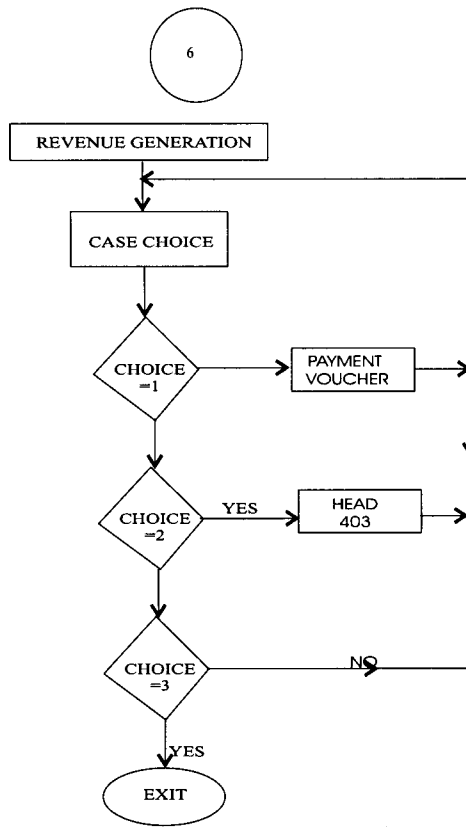 6
REVENUE GENERATION
CASE CHOICE
CHOICE
=1
PAYMENT
VOUCHER
CHOICE
=2
YES
HEAD
403
CHOICE
=3
NO
YES
EXIT